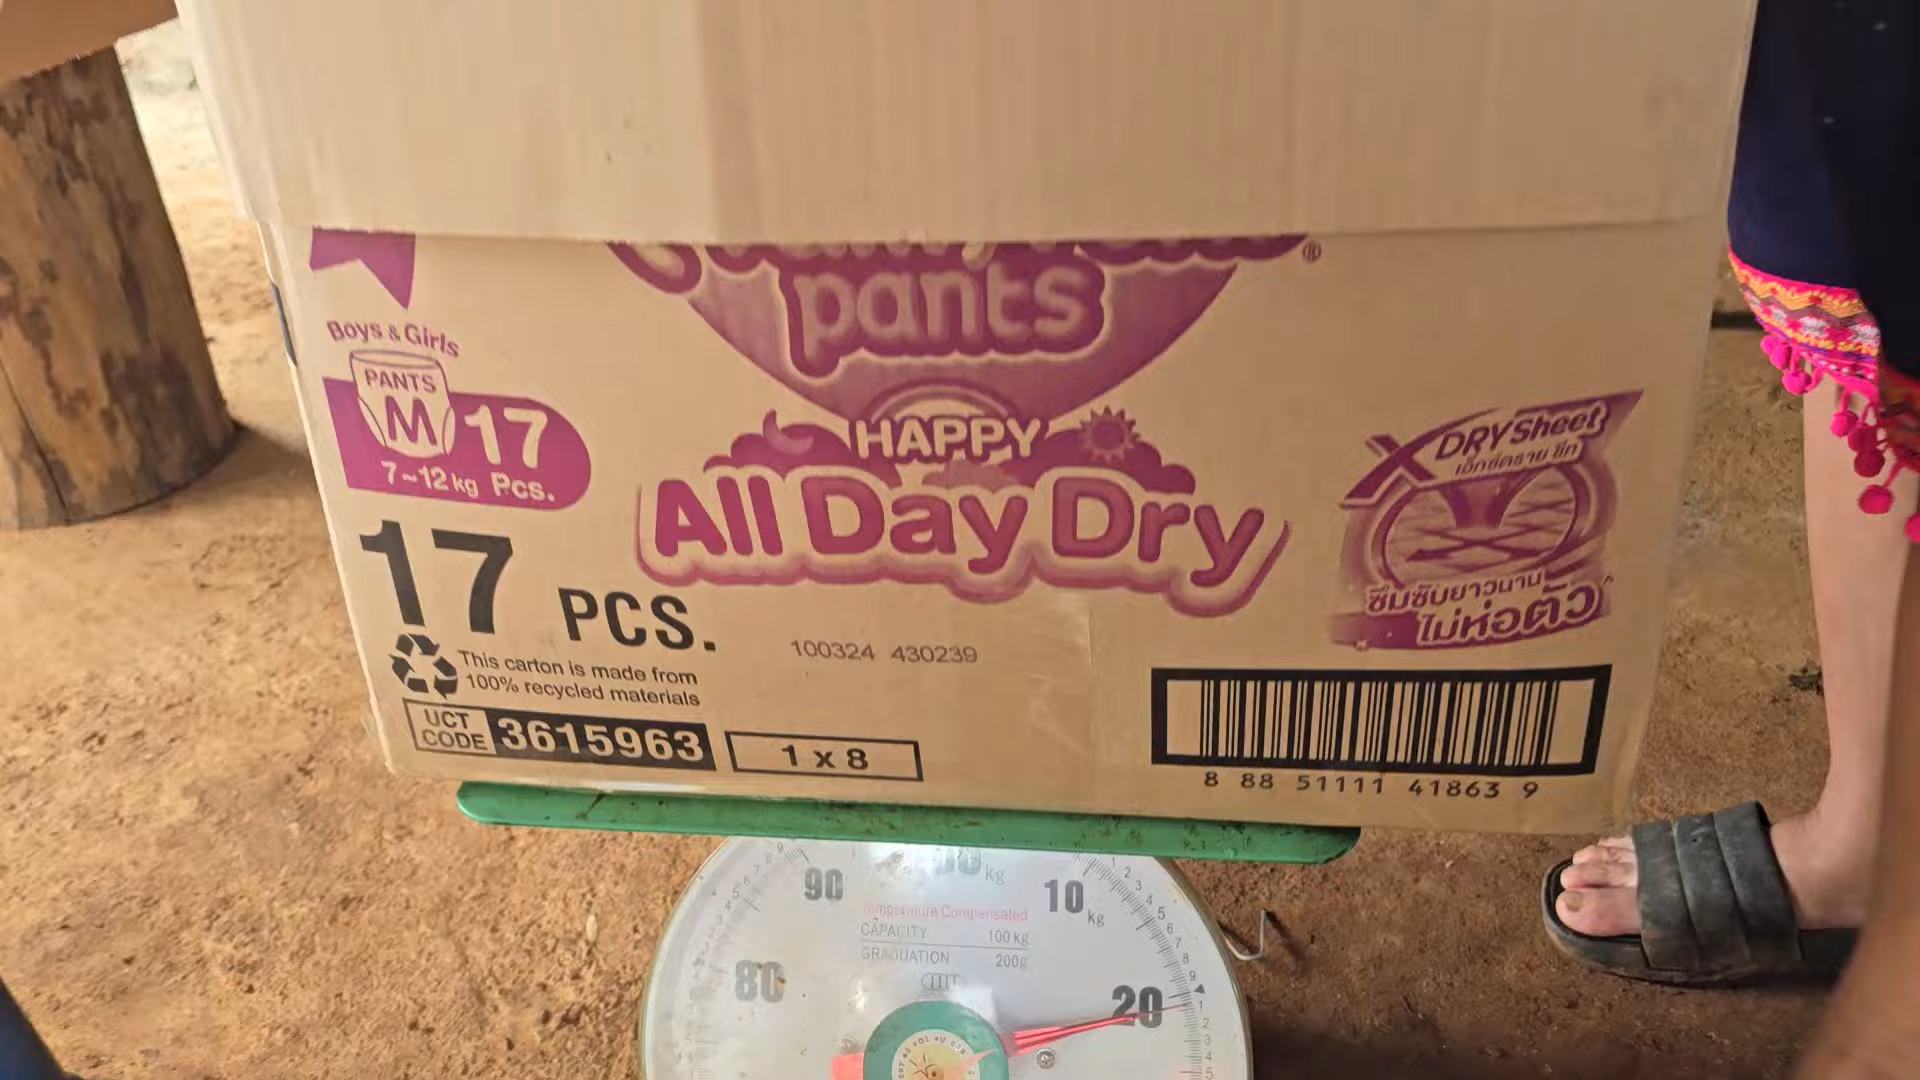 pants
HAPPY
All Day Dry
Boys & Girls
PANTS
M 17
7~12kg Pcs.
17 PCS.
This carton is made from
100% recycled materials
UCT
CODE 3615963
1 x 8
100324 430239
X DRY Sheet
เอ็กซ์ตราย ชีท
ซึมซับยาวนาน
ไม่ห่อตัว
8 88 51111 41863 9
90
kg
10 kg
Temperature Compensated
CAPACITY 100 kg
GRADUATION 200g
80
20